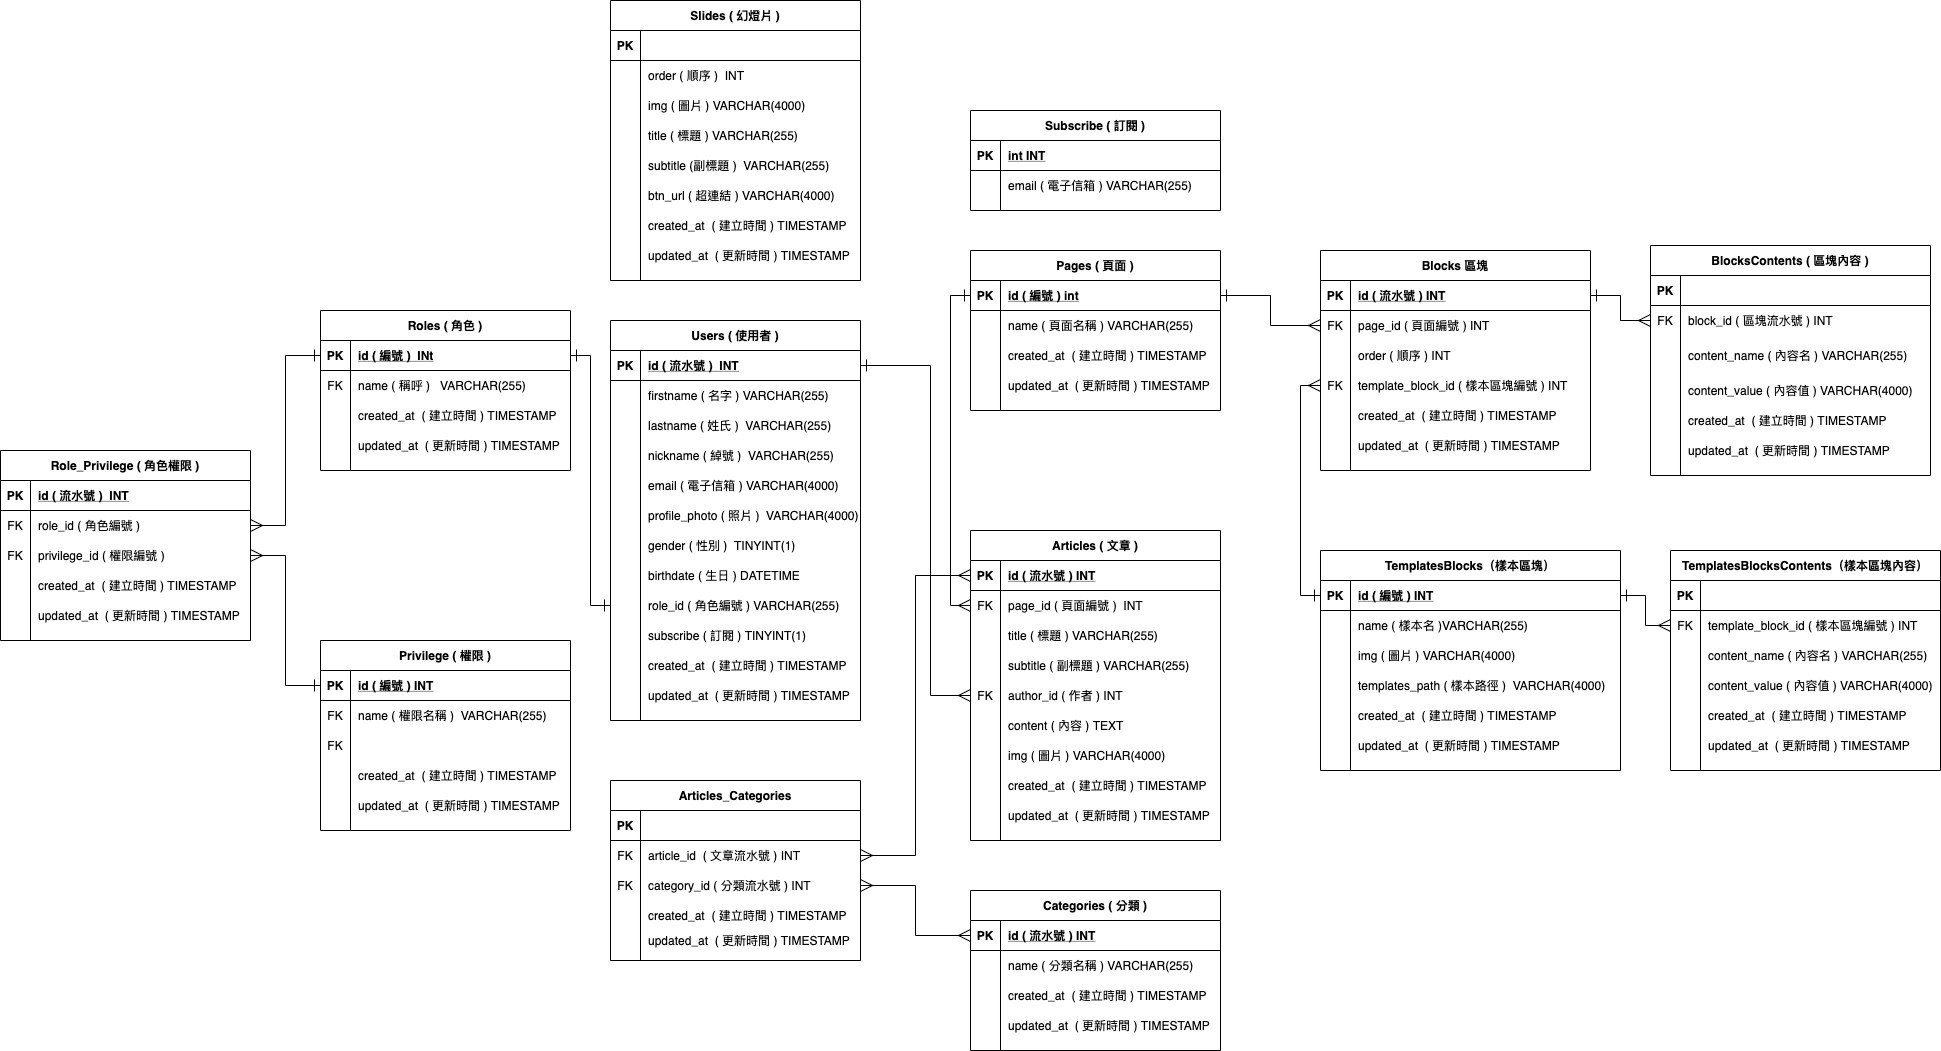 Slides ( 幻燈片 )
PK
order ( 順序 ) INT
img ( 圖片 ) VARCHAR(4000)
title ( 標題 ) VARCHAR(255)
subtitle (副標題 ) VARCHAR(255)
btn_url ( 超連結 ) VARCHAR(4000)
created_at ( 建立時間 ) TIMESTAMP
updated_at ( 更新時間 ) TIMESTAMP
Subscribe ( 訂閱 )
PK int INT
email ( 電子信箱 ) VARCHAR(255)
Pages ( 頁面 )
PK id ( 編號 ) int
name ( 頁面名稱 ) VARCHAR(255)
created_at ( 建立時間 ) TIMESTAMP
updated_at ( 更新時間 ) TIMESTAMP
Blocks 區塊
PK id ( 流水號 ) INT
FK page_id ( 頁面編號 ) INT
order ( 順序 ) INT
FK template_block_id ( 樣本區塊編號 ) INT
created_at ( 建立時間 ) TIMESTAMP
updated_at ( 更新時間 ) TIMESTAMP
BlocksContents ( 區塊內容 )
PK
FK block_id ( 區塊流水號 ) INT
content_name ( 內容名 ) VARCHAR(255)
content_value ( 內容值 ) VARCHAR(4000)
created_at ( 建立時間 ) TIMESTAMP
updated_at ( 更新時間 ) TIMESTAMP
Roles ( 角色 )
PK id ( 編號 ) INt
FK name ( 稱呼 ) VARCHAR(255)
created_at ( 建立時間 ) TIMESTAMP
updated_at ( 更新時間 ) TIMESTAMP
Users ( 使用者 )
PK id ( 流水號 ) INT
firstname ( 名字 ) VARCHAR(255)
lastname ( 姓氏 ) VARCHAR(255)
nickname ( 綽號 ) VARCHAR(255)
email ( 電子信箱 ) VARCHAR(4000)
profile_photo ( 照片 ) VARCHAR(4000)
gender ( 性別 ) TINYINT(1)
birthdate ( 生日 ) DATETIME
role_id ( 角色編號 ) VARCHAR(255)
subscribe ( 訂閱 ) TINYINT(1)
created_at ( 建立時間 ) TIMESTAMP
updated_at ( 更新時間 ) TIMESTAMP
Role_Privilege ( 角色權限 )
PK id ( 流水號 ) INT
FK role_id ( 角色編號 )
FK privilege_id ( 權限編號 )
created_at ( 建立時間 ) TIMESTAMP
updated_at ( 更新時間 ) TIMESTAMP
Privilege ( 權限 )
PK id ( 編號 ) INT
FK name ( 權限名稱 ) VARCHAR(255)
FK
created_at ( 建立時間 ) TIMESTAMP
updated_at ( 更新時間 ) TIMESTAMP
Articles ( 文章 )
PK id ( 流水號 ) INT
FK page_id ( 頁面編號 ) INT
title ( 標題 ) VARCHAR(255)
subtitle ( 副標題 ) VARCHAR(255)
FK author_id ( 作者 ) INT
content ( 內容 ) TEXT
img ( 圖片 ) VARCHAR(4000)
created_at ( 建立時間 ) TIMESTAMP
updated_at ( 更新時間 ) TIMESTAMP
TemplatesBlocks（樣本區塊）
PK id ( 編號 ) INT
name ( 樣本名 )VARCHAR(255)
img ( 圖片 ) VARCHAR(4000)
templates_path ( 樣本路徑 ) VARCHAR(4000)
created_at ( 建立時間 ) TIMESTAMP
updated_at ( 更新時間 ) TIMESTAMP
TemplatesBlocksContents（樣本區塊內容）
PK
FK template_block_id ( 樣本區塊編號 ) INT
content_name ( 內容名 ) VARCHAR(255)
content_value ( 內容值 ) VARCHAR(4000)
created_at ( 建立時間 ) TIMESTAMP
updated_at ( 更新時間 ) TIMESTAMP
Articles_Categories
PK
FK article_id ( 文章流水號 ) INT
FK category_id ( 分類流水號 ) INT
created_at ( 建立時間 ) TIMESTAMP
updated_at ( 更新時間 ) TIMESTAMP
Categories ( 分類 )
PK id ( 流水號 ) INT
name ( 分類名稱 ) VARCHAR(255)
created_at ( 建立時間 ) TIMESTAMP
updated_at ( 更新時間 ) TIMESTAMP